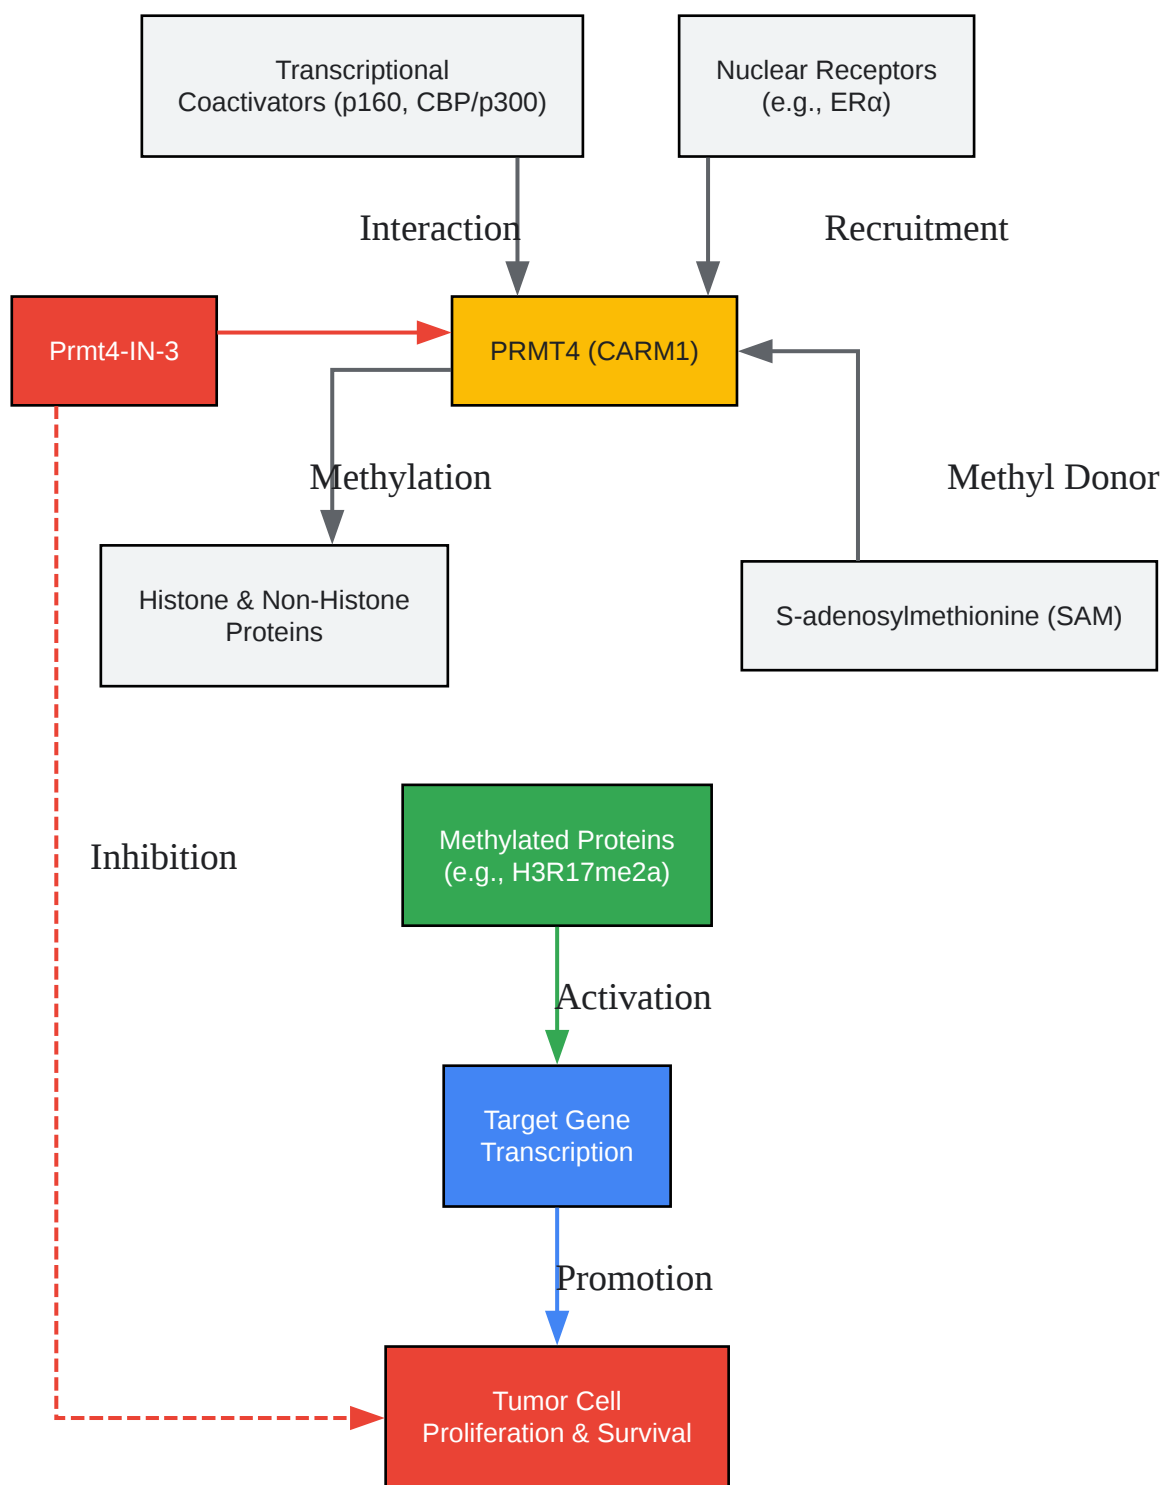 Transcriptional
Coactivators (p160, CBP/p300)
Nuclear Receptors
(e.g., ERα)
Interaction
Recruitment
Prmt4-IN-3
PRMT4 (CARM1)
Methylation
Methyl Donor
Histone & Non-Histone
Proteins
S-adenosylmethionine (SAM)
Methylated Proteins
(e.g., H3R17me2a)
Inhibition
Activation
Target Gene
Transcription
Promotion
Tumor Cell
Proliferation & Survival